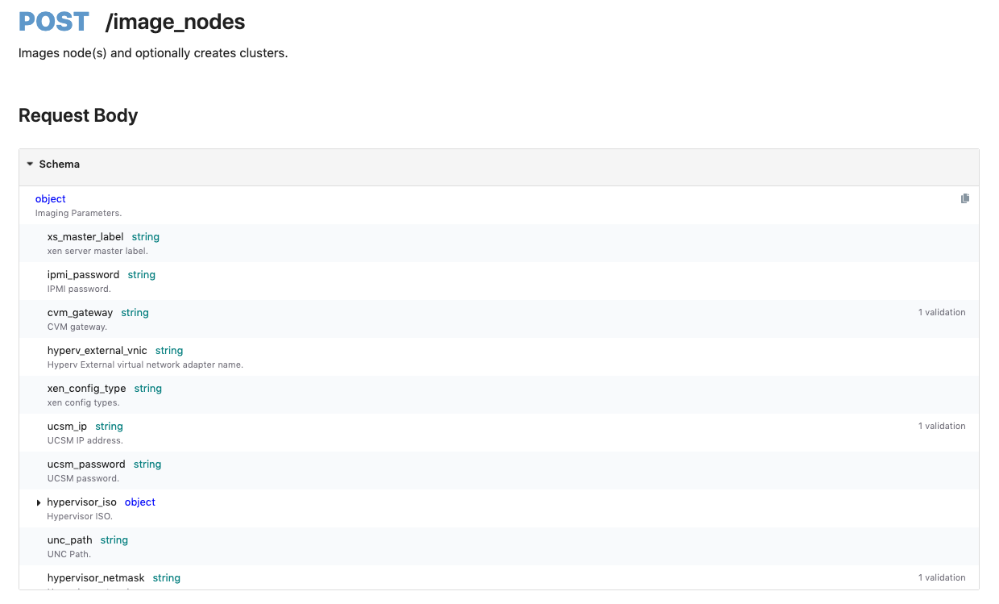 POST /image_nodes
Images node(s) and optionally creates clusters.
Request Body
Schema
object
Imaging Parameters.
xs_master_label string
xen server master label.
ipmi_password string
IPMI password.
cvm_gateway string 1 validation
CVM gateway.
hyperv_external_vnic string
Hyperv External virtual network adapter name.
xen_config_type string
xen config types.
ucsm_ip string 1 validation
UCSM IP address.
ucsm_password string
UCSM password.
hypervisor_iso object
Hypervisor ISO.
unc_path string
UNC Path.
hypervisor_netmask string 1 validation